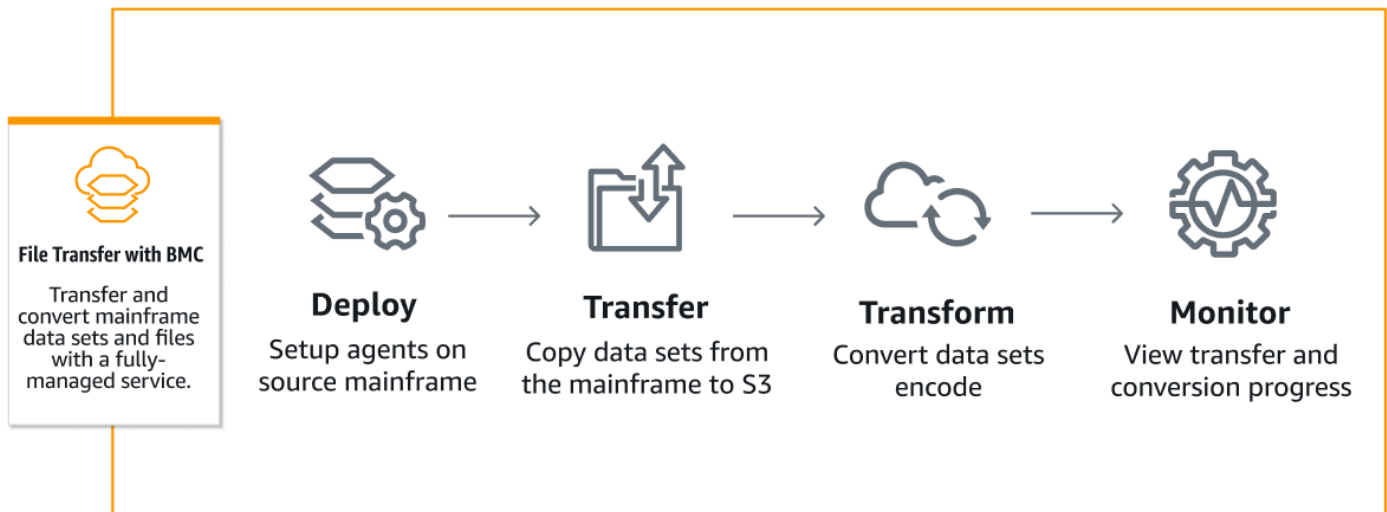 File Transfer with BMC
Transfer and
convert mainframe
data sets and files
with a fully-
managed service.
Deploy
Setup agents on
source mainframe
Transfer
Copy data sets from
the mainframe to S3
Transform
Convert data sets
encode
Monitor
View transfer and
conversion progress